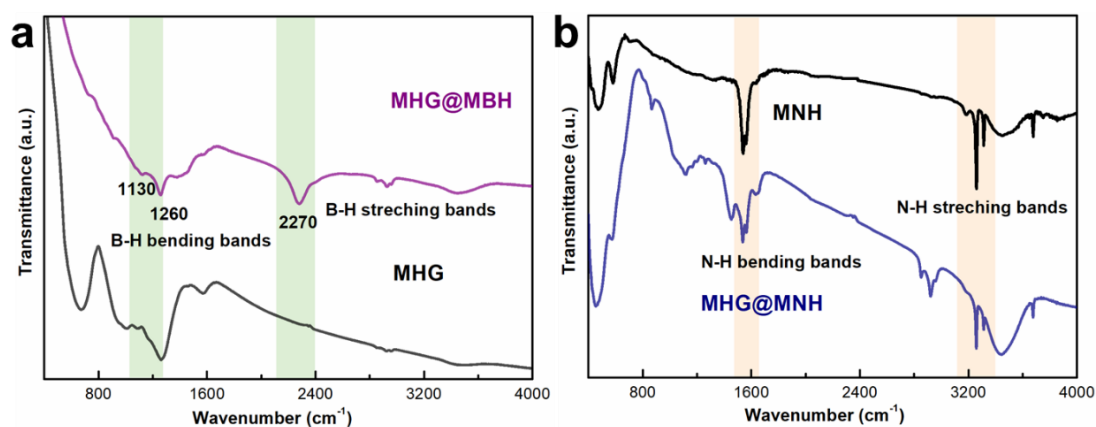 a
Transmittance (a.u.)
MHG@MBH
1130
1260
2270
B-H streching bands
B-H bending bands
MHG
800 1600 2400 3200 4000
Wavenumber (cm⁻¹)
b
Transmittance (a.u.)
MNH
N-H streching bands
N-H bending bands
MHG@MNH
800 1600 2400 3200 4000
Wavenumber (cm⁻¹)